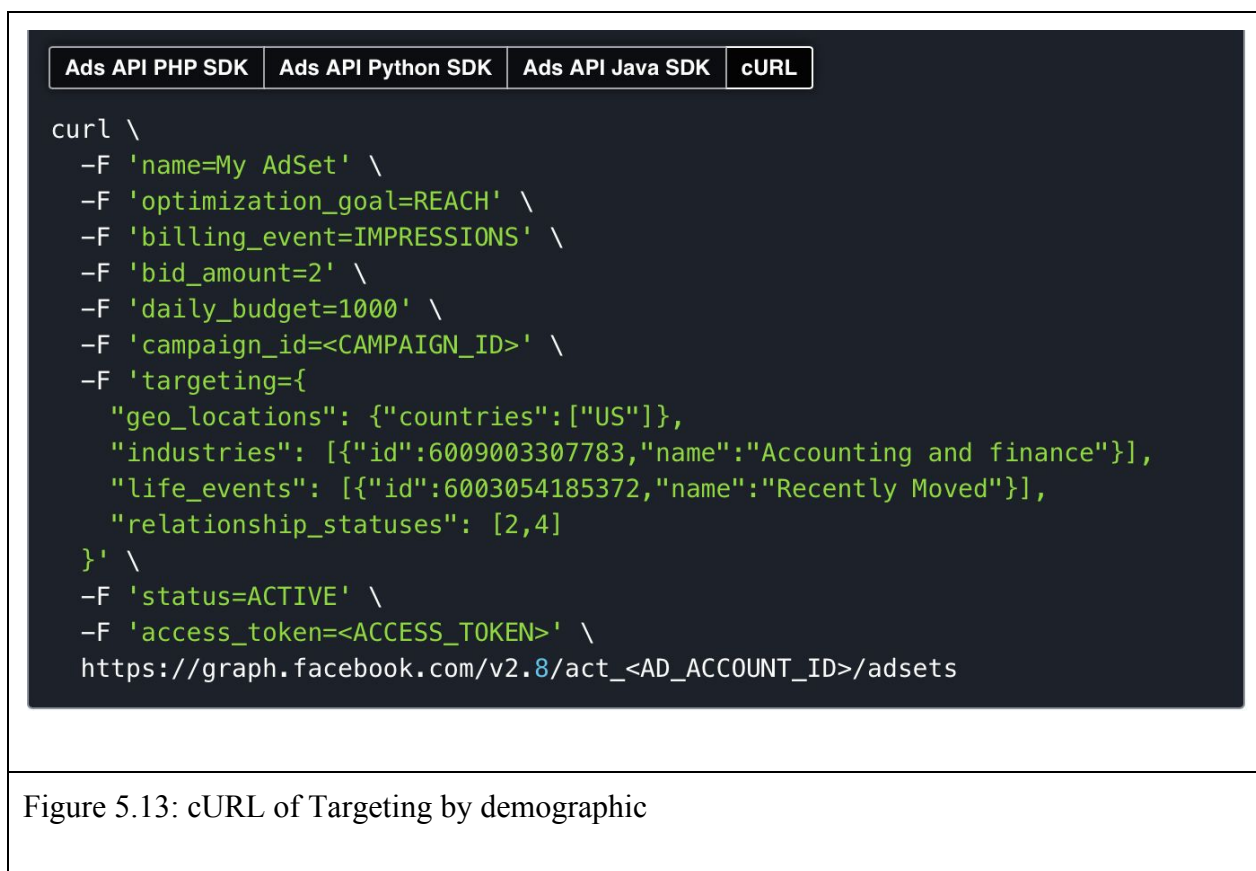 Ads API PHP SDK Ads API Python SDK Ads API Java SDK cURL
curl \
-F 'name=My AdSet' \
-F 'optimization_goal=REACH' \
-F 'billing_event=IMPRESSIONS' \
-F 'bid_amount=2' \
-F 'daily_budget=1000' \
-F 'campaign_id=<CAMPAIGN_ID>' \
-F 'targeting={
"geo_locations": {"countries":["US"]},
"industries": [{"id":6009003307783,"name":"Accounting and finance"}],
"life_events": [{"id":6003054185372,"name":"Recently Moved"}],
"relationship_statuses": [2,4]
}' \
-F 'status=ACTIVE' \
-F 'access_token=<ACCESS_TOKEN>' \
https://graph.facebook.com/v2.8/act_<AD_ACCOUNT_ID>/adsets
Figure 5.13: cURL of Targeting by demographic